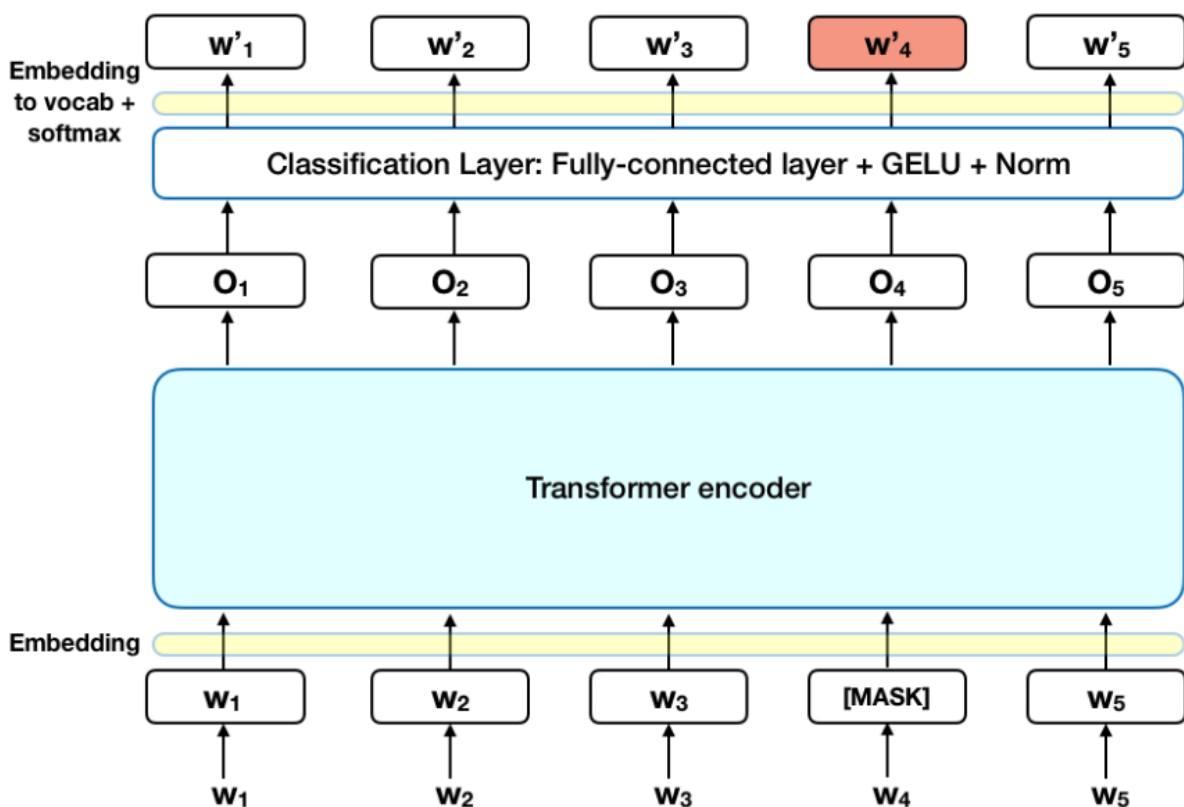 w'₁ w'₂ w'₃ w'₄ w'₅
Embedding
to vocab +
softmax
Classification Layer: Fully-connected layer + GELU + Norm
O₁ O₂ O₃ O₄ O₅
Transformer encoder
Embedding
w₁ w₂ w₃ [MASK] w₅
w₁ w₂ w₃ w₄ w₅